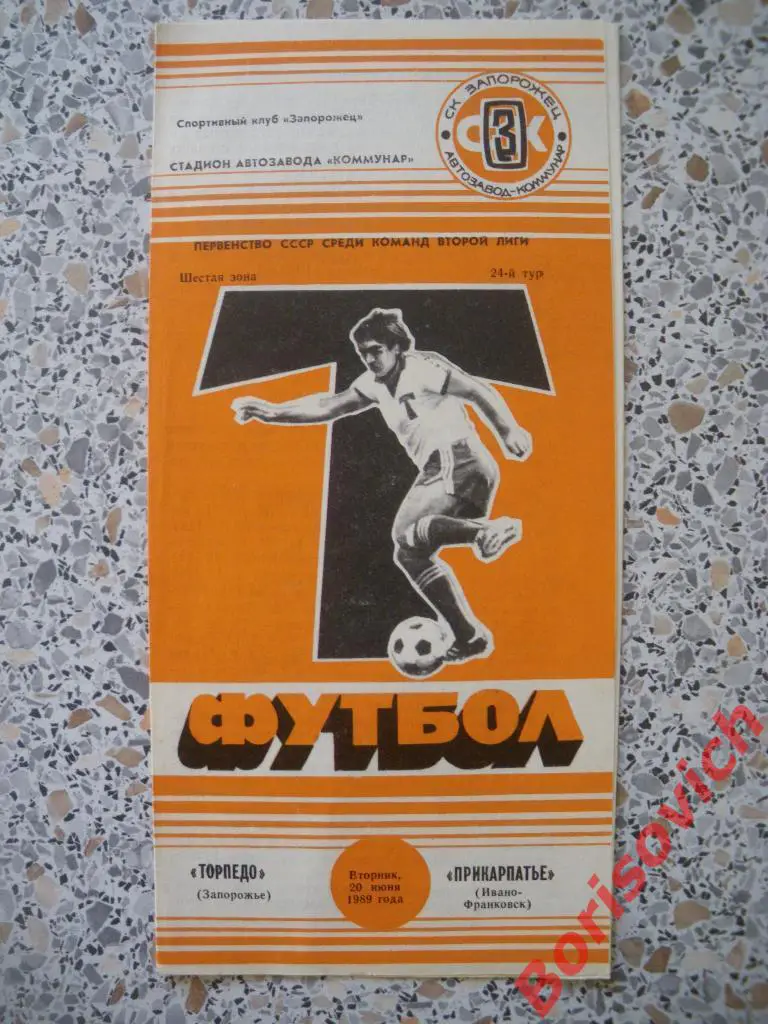 Спортивный клуб «Запорожец»
СТАДИОН АВТОЗАВОДА «КОММУНАР»
СК ЗАПОРОЖЕЦ
СЗК
АВТОЗАВОД-КОММУНАР
ПЕРВЕНСТВО СССР СРЕДИ КОМАНД ВТОРОЙ ЛИГИ
Шестая зона
24-й тур
Т
ФУТБОЛ
«ТОРПЕДО»
(Запорожье)
Вторник,
20 июня
1989 года
«ПРИКАРПАТЬЕ»
(Ивано-
Франковск)
Borisovich